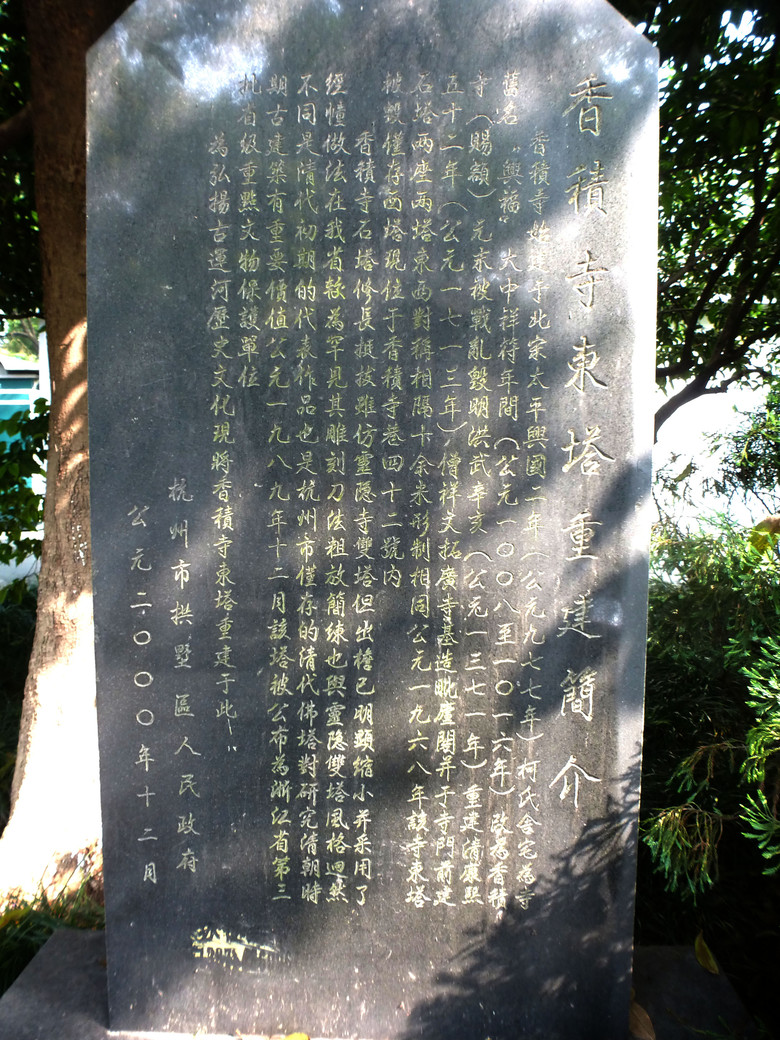 香積寺東塔重建簡介
香積寺始建于北宋太平興國二年（公元九七七年）柯氏舍宅為寺
舊名“興福”大中祥符年間（公元一〇〇八至一〇一六年）改為香積
寺（賜額）元末被戰亂毀明洪武辛亥（公元一三七一年）重建清康熙
五十二年（公元一七一三年）僧祥文拓廣寺基造毗廬閣并于寺門前建
石塔兩座兩塔東西對稱相隔十余米形制相同公元一九六八年該寺東塔
被毀僅存西塔現位于香積寺巷四十二號內
香積寺石塔修長挺拔雖仿靈隐寺雙塔但出檐已明顯縮小并采用了
經幢做法在我省較為罕見其雕刻刀法粗放簡練也與靈隐雙塔風格迥然
不同是清代初期的代表作品也是杭州市僅存的清代佛塔對研究清朝時
期古建築有重要價值公元一九八九年十二月該塔被公布為浙江省第三
批省級重點文物保護單位
為弘揚古運河歷史文化現將香積寺東塔重建于此”
杭州市拱墅區人民政府
公元二〇〇〇年十二月